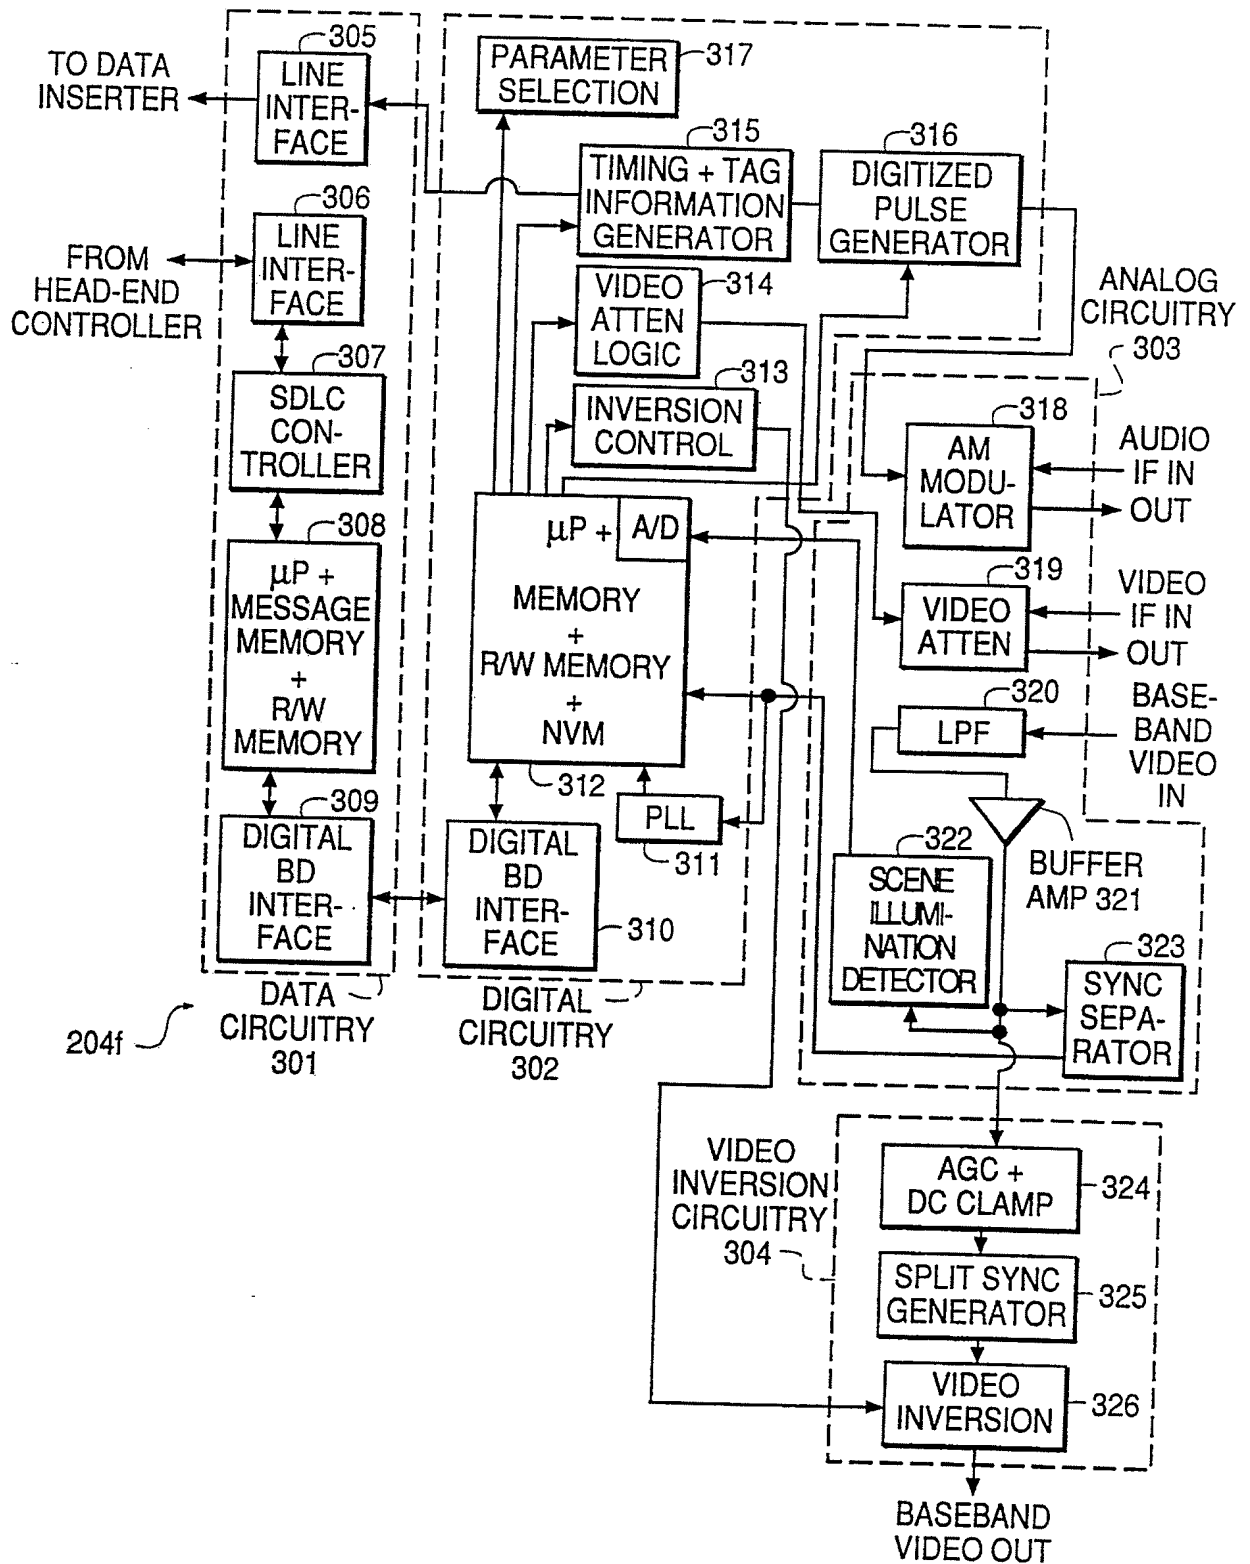 305
LINE
INTER-
FACE
TO DATA
INSERTER
306
LINE
INTER-
FACE
FROM
HEAD-END
CONTROLLER
307
SDLC
CON-
TROLLER
308
µP +
MESSAGE
MEMORY
+
R/W
MEMORY
309
DIGITAL
BD
INTER-
FACE
DATA
CIRCUITRY
301
204f
PARAMETER
SELECTION
317
315
TIMING + TAG
INFORMATION
GENERATOR
316
DIGITIZED
PULSE
GENERATOR
VIDEO
ATTEN
LOGIC
314
313
INVERSION
CONTROL
µP +
A/D
MEMORY
+
R/W MEMORY
+
NVM
312
PLL
311
DIGITAL
BD
INTER-
FACE
310
DIGITAL
CIRCUITRY
302
ANALOG
CIRCUITRY
303
318
AM
MODU-
LATOR
AUDIO
IF IN
OUT
319
VIDEO
ATTEN
VIDEO
IF IN
OUT
320
LPF
BASE-
BAND
VIDEO
IN
BUFFER
AMP 321
322
SCENE
ILLUMI-
NATION
DETECTOR
323
SYNC
SEPA-
RATOR
VIDEO
INVERSION
CIRCUITRY
304
AGC +
DC CLAMP
324
SPLIT SYNC
GENERATOR
325
VIDEO
INVERSION
326
BASEBAND
VIDEO OUT